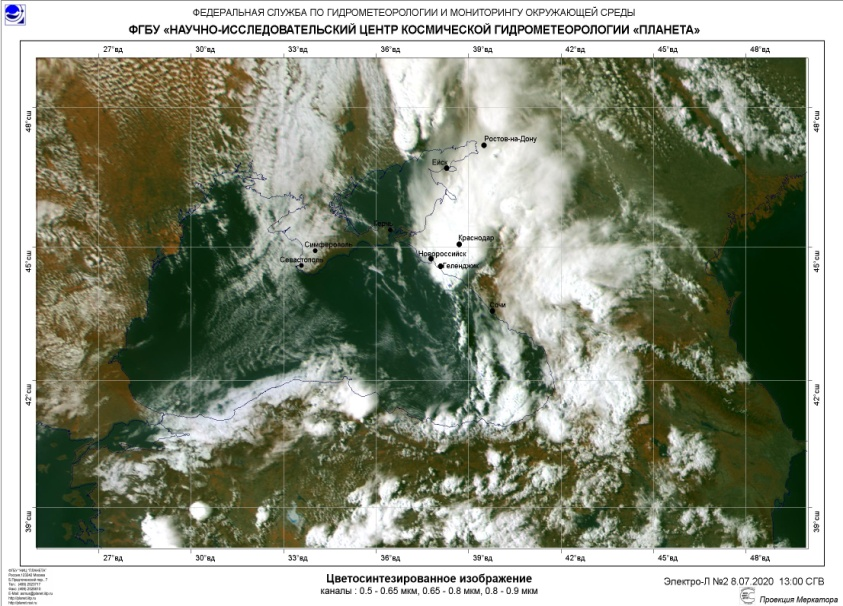 ФЕДЕРАЛЬНАЯ СЛУЖБА ПО ГИДРОМЕТЕОРОЛОГИИ И МОНИТОРИНГУ ОКРУЖАЮЩЕЙ СРЕДЫ
ФГБУ «НАУЧНО-ИССЛЕДОВАТЕЛЬСКИЙ ЦЕНТР КОСМИЧЕСКОЙ ГИДРОМЕТЕОРОЛОГИИ «ПЛАНЕТА»
27°вд 30°вд 33°вд 36°вд 39°вд 42°вд 45°вд 48°вд
48°сш 48°сш
Ростов-на-Дону
Ейск
Керчь
Краснодар
Симферополь
45°сш 45°сш
Новороссийск
Севастополь
Геленджик
Сочи
42°сш 42°сш
39°сш 39°сш
27°вд 30°вд 33°вд 36°вд 39°вд 42°вд 45°вд 48°вд
Цветосинтезированное изображение
каналы : 0.5 - 0.65 мкм, 0.65 - 0.8 мкм, 0.8 - 0.9 мкм
Электро-Л №2 8.07.2020 13:00 СГВ
Проекция Меркатора